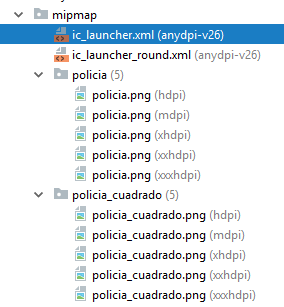 mipmap
ic_launcher.xml (anydpi-v26)
ic_launcher_round.xml (anydpi-v26)
policia (5)
policia.png (hdpi)
policia.png (mdpi)
policia.png (xhdpi)
policia.png (xxhdpi)
policia.png (xxxhdpi)
policia_cuadrado (5)
policia_cuadrado.png (hdpi)
policia_cuadrado.png (mdpi)
policia_cuadrado.png (xhdpi)
policia_cuadrado.png (xxhdpi)
policia_cuadrado.png (xxxhdpi)